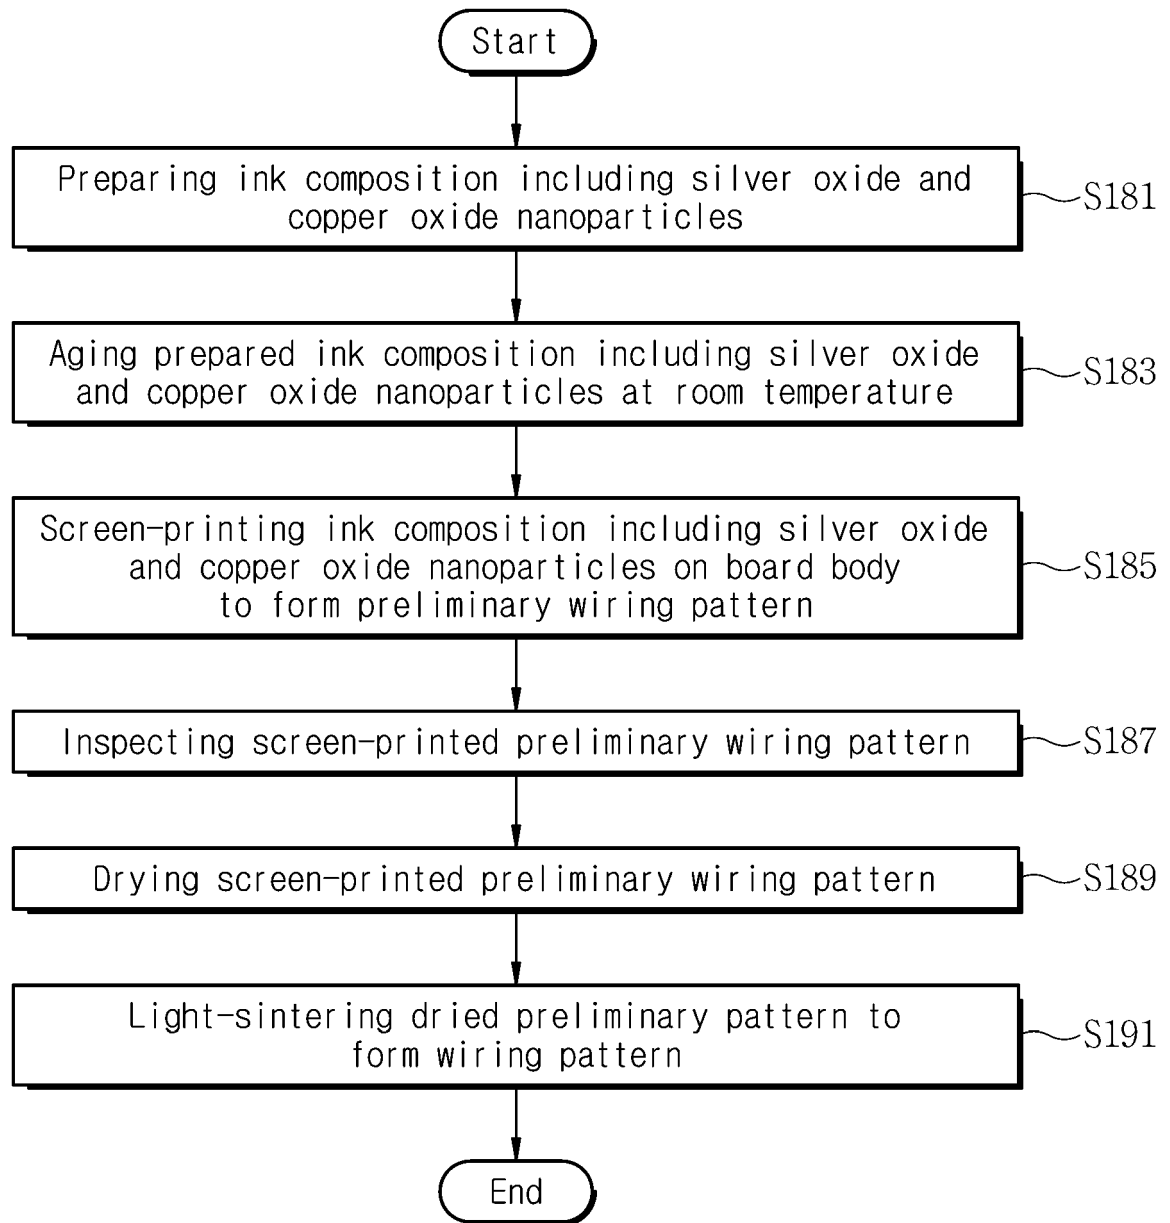 Start
Preparing ink composition including silver oxide and
copper oxide nanoparticles
S181
Aging prepared ink composition including silver oxide
and copper oxide nanoparticles at room temperature
S183
Screen-printing ink composition including silver oxide
and copper oxide nanoparticles on board body
to form preliminary wiring pattern
S185
Inspecting screen-printed preliminary wiring pattern
S187
Drying screen-printed preliminary wiring pattern
S189
Light-sintering dried preliminary pattern to
form wiring pattern
S191
End